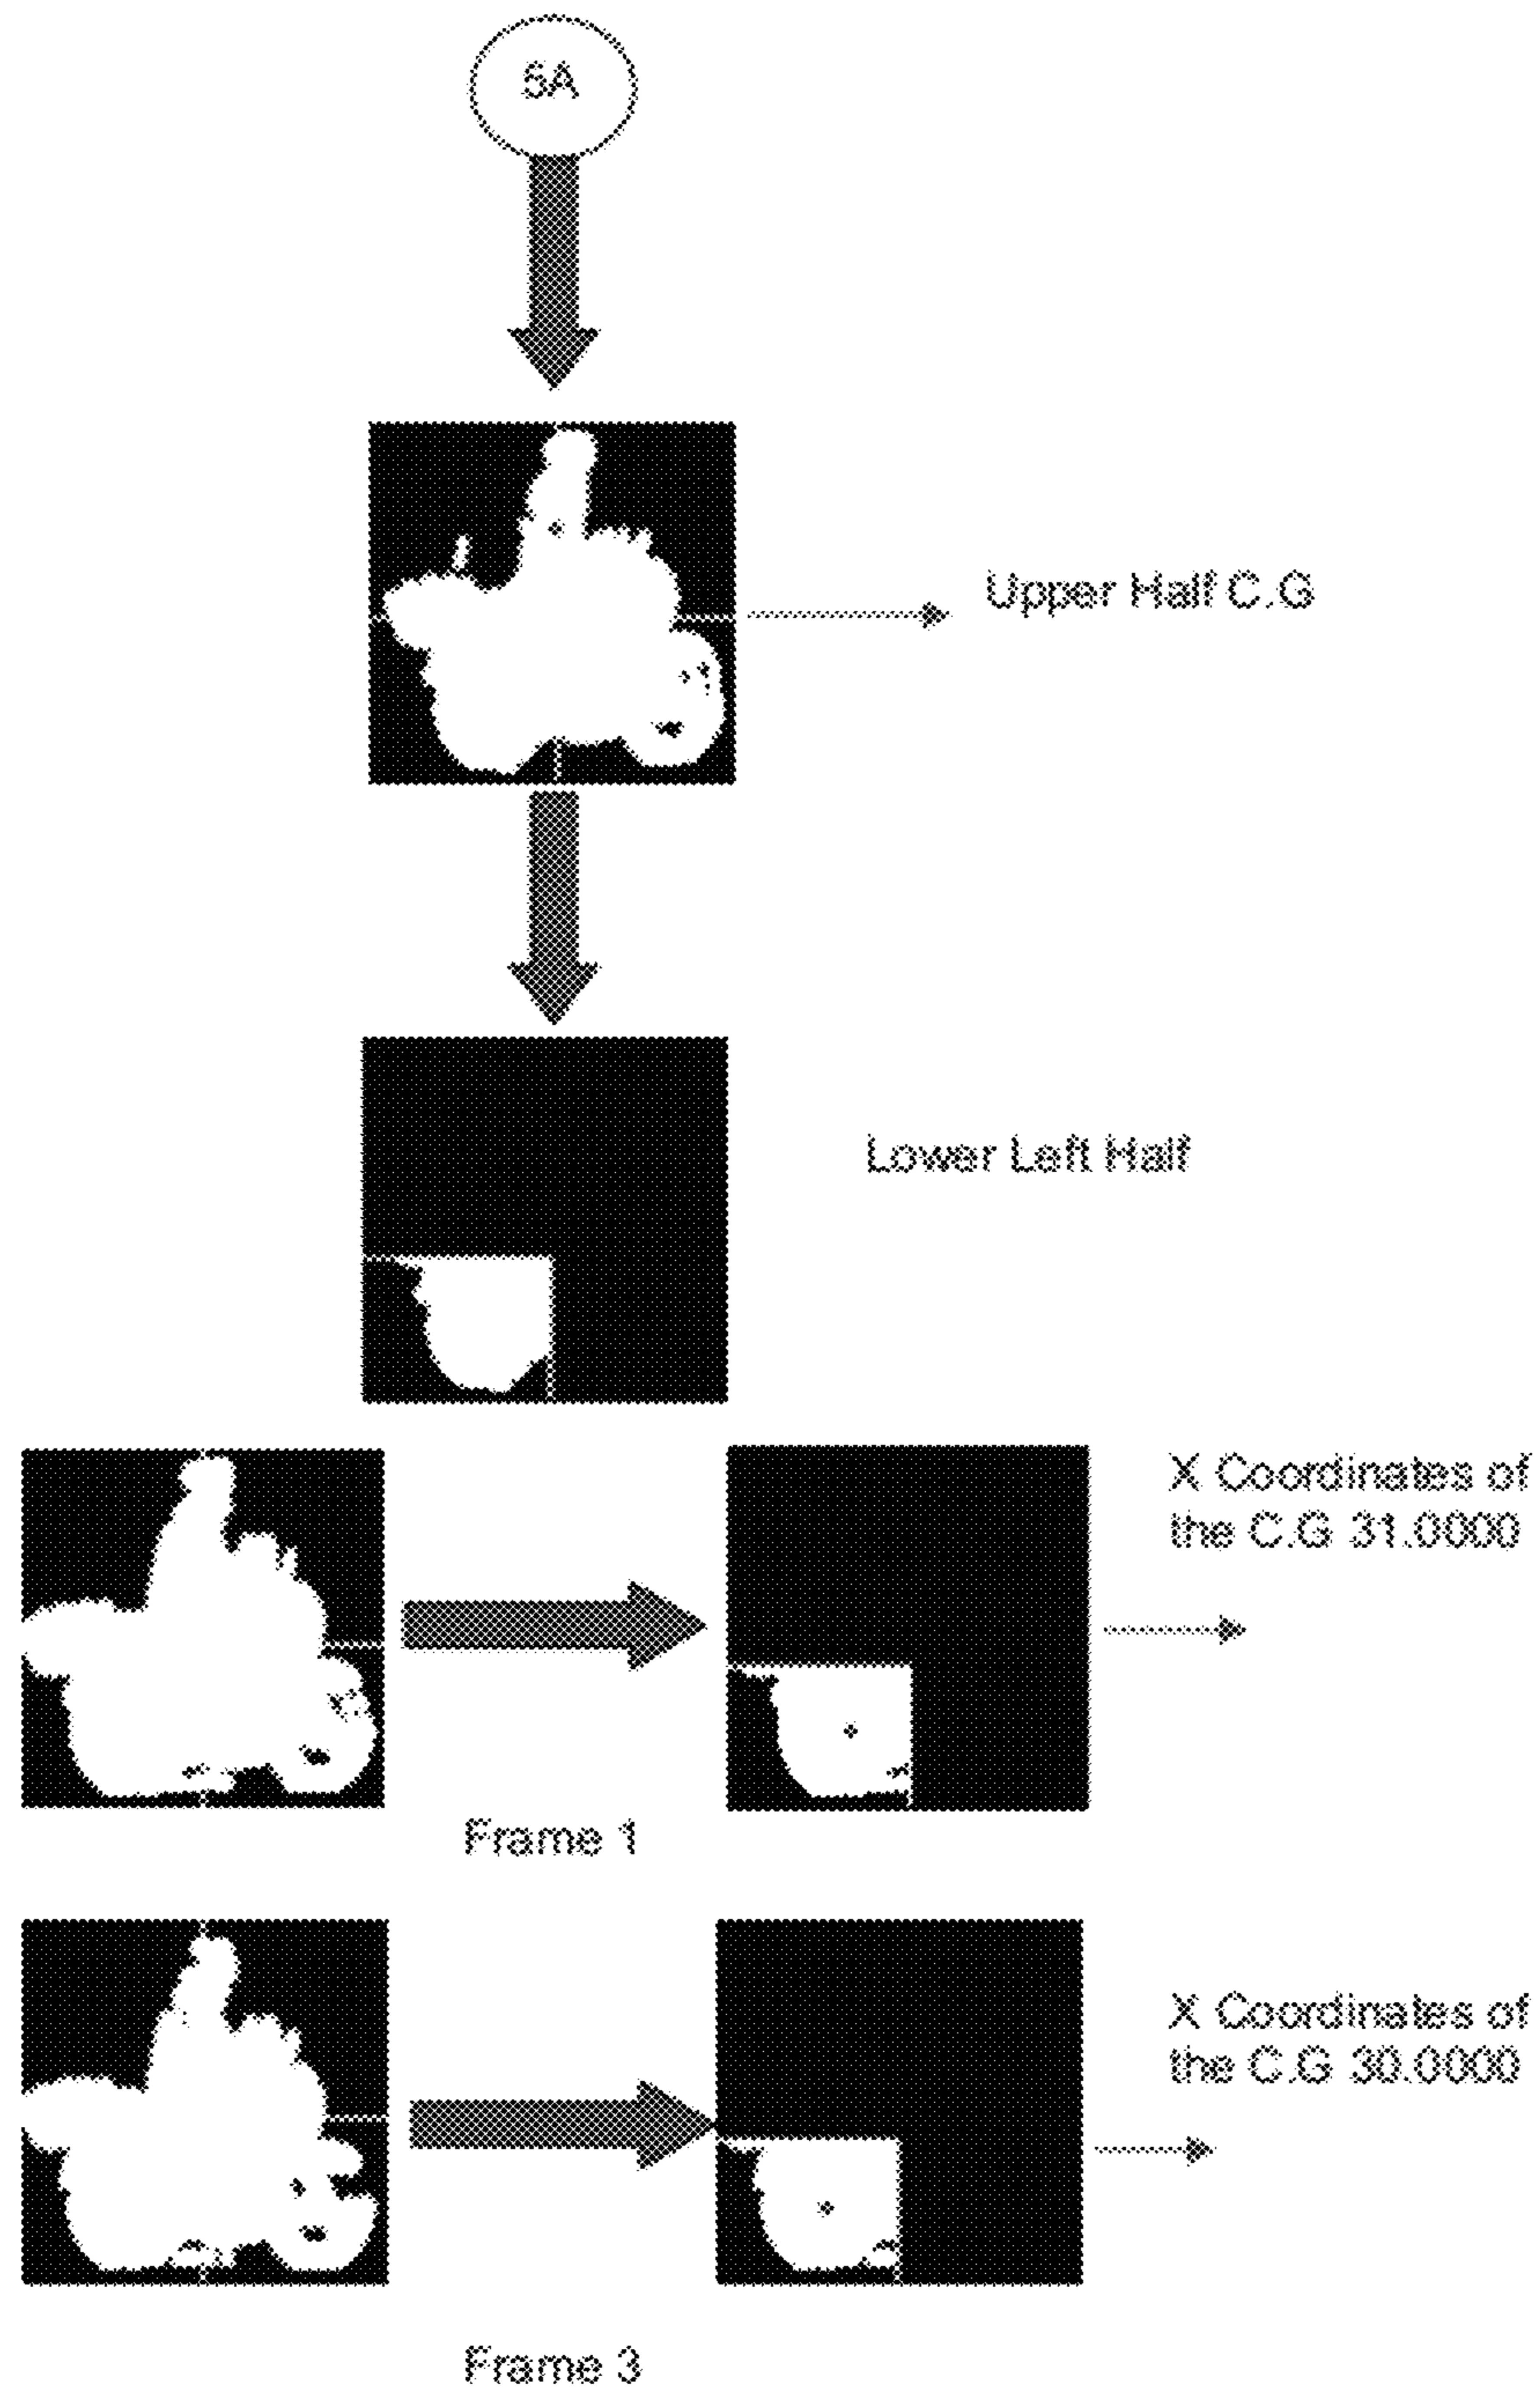 5A
Upper Half C.G
Lower Left Half
X Coordinates of
the C.G 31.0000
Frame 1
X Coordinates of
the C.G 30.0000
Frame 3